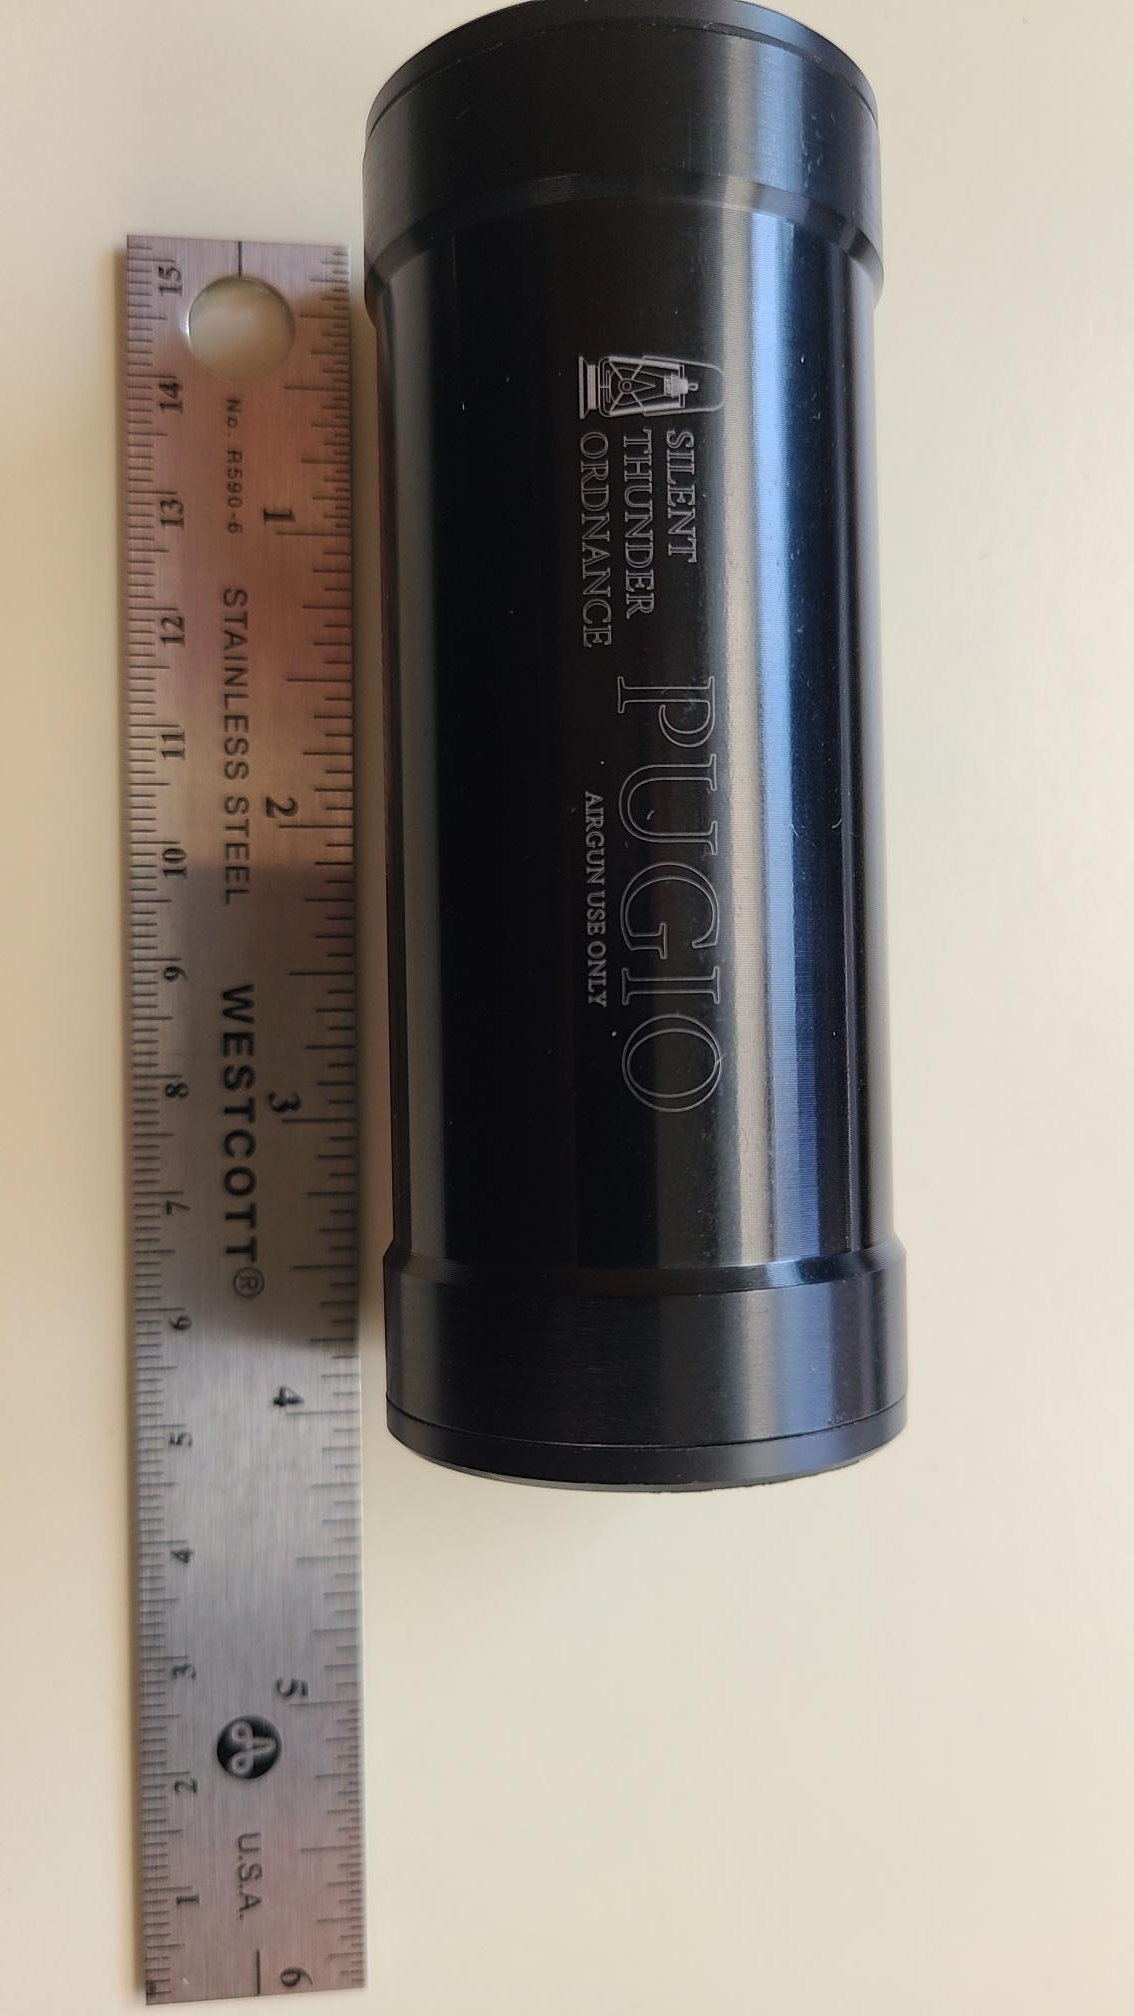 SILENT
THUNDER
ORDNANCE
PUGIO
AIRGUN USE ONLY
1 2 3 4 5 6
No. R590-6 STAINLESS STEEL WESTCOTT® U.S.A.
15 14 13 12 11 10 9 8 7 6 5 4 3 2 1